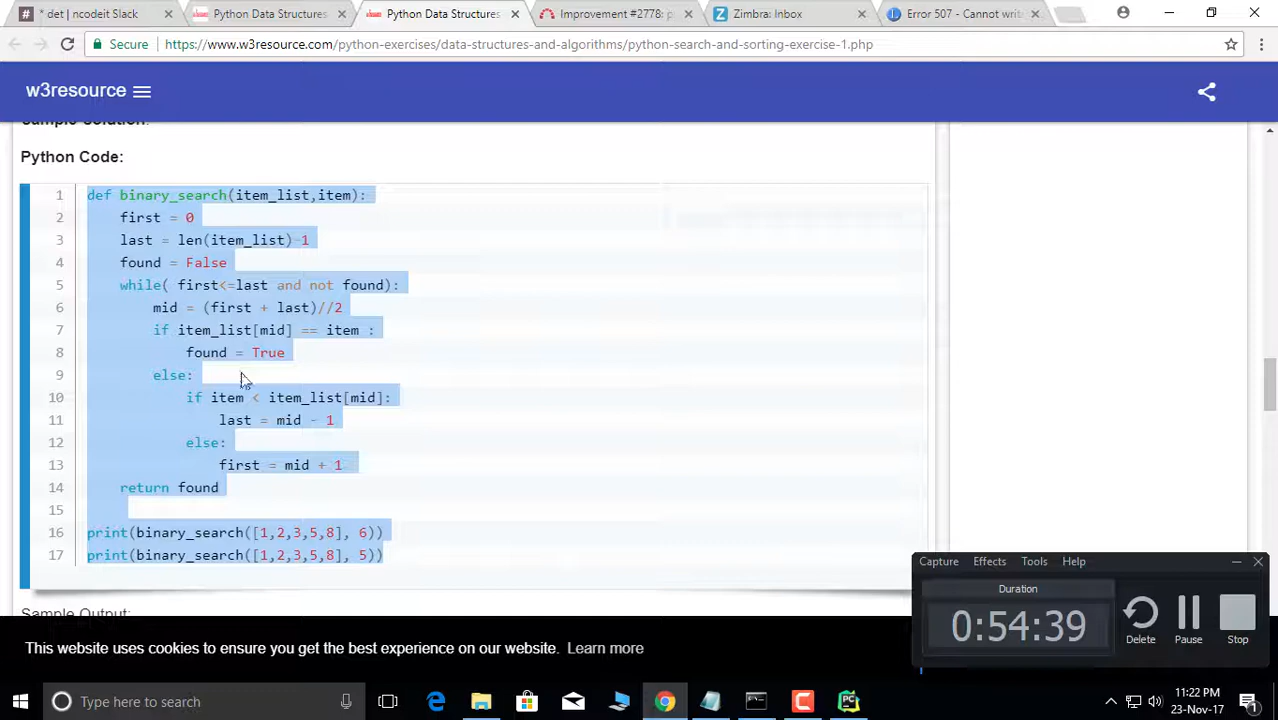 * det | ncodeit Slack
Python Data Structures
Python Data Structures
Improvement #2778: p
Zimbra: Inbox
Error 507 - Cannot write
Secure
https://www.w3resource.com/python-exercises/data-structures-and-algorithms/python-search-and-sorting-exercise-1.php
w3resource
Sample Solution:
Python Code:
1 def binary_search(item_list,item):
2 first = 0
3 last = len(item_list)-1
4 found = False
5 while( first<=last and not found):
6 mid = (first + last)//2
7 if item_list[mid] == item :
8 found = True
9 else:
10 if item < item_list[mid]:
11 last = mid - 1
12 else:
13 first = mid + 1
14 return found
15
16 print(binary_search([1,2,3,5,8], 6))
17 print(binary_search([1,2,3,5,8], 5))
Sample Output:
Capture Effects Tools Help
Duration
0:54:39
Delete Pause Stop
This website uses cookies to ensure you get the best experience on our website. Learn more
Type here to search
11:22 PM
23-Nov-17